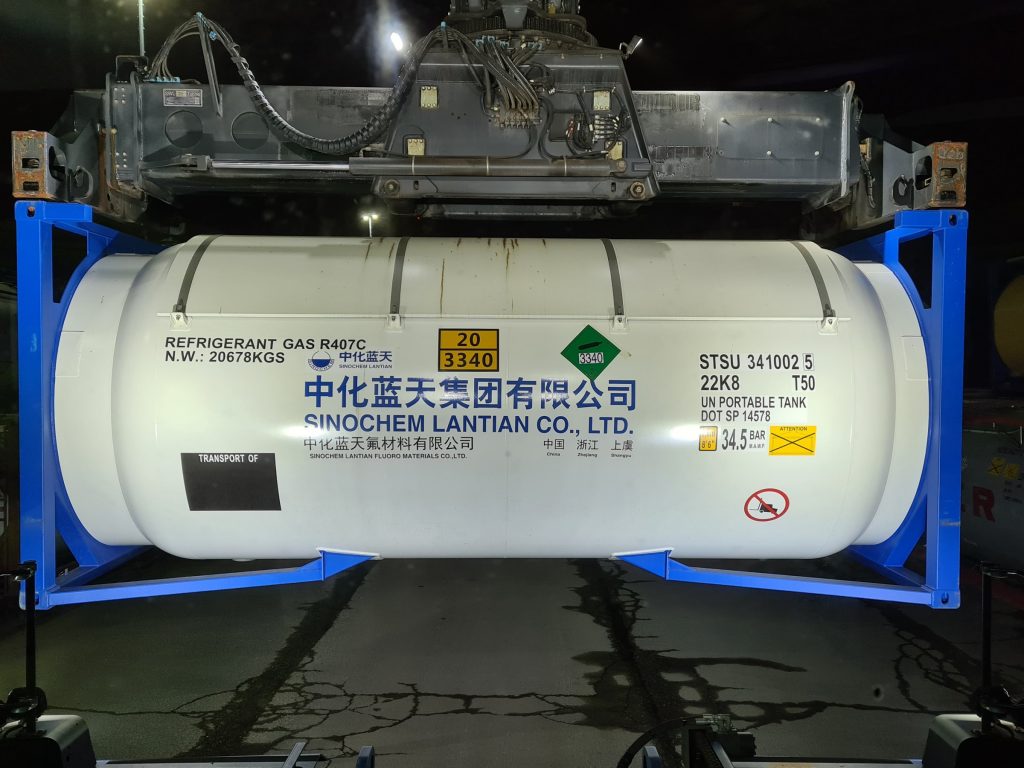 REFRIGERANT GAS R407C
N.W.: 20678KGS
中化蓝天
SINOCHEM LANTIAN
20
3340
3340
中化蓝天集团有限公司
SINOCHEM LANTIAN CO., LTD.
中化蓝天氟材料有限公司
SINOCHEM LANTIAN FLUORO MATERIALS CO.,LTD.
中国 浙江 上虞
China Zhejiang Shangyu
TRANSPORT OF
STSU 341002 5
22K8 T50
UN PORTABLE TANK
DOT SP 14578
8'6"
34.5 BAR
M.A.W.P.
ATTENTION